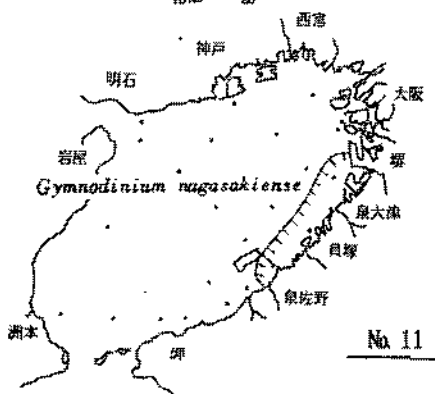 西宮
神戸
明石
大阪
岩屋
堺
Gymnodinium nagasakiense
泉大津
貝塚
泉佐野
洲本
岬
No. 11